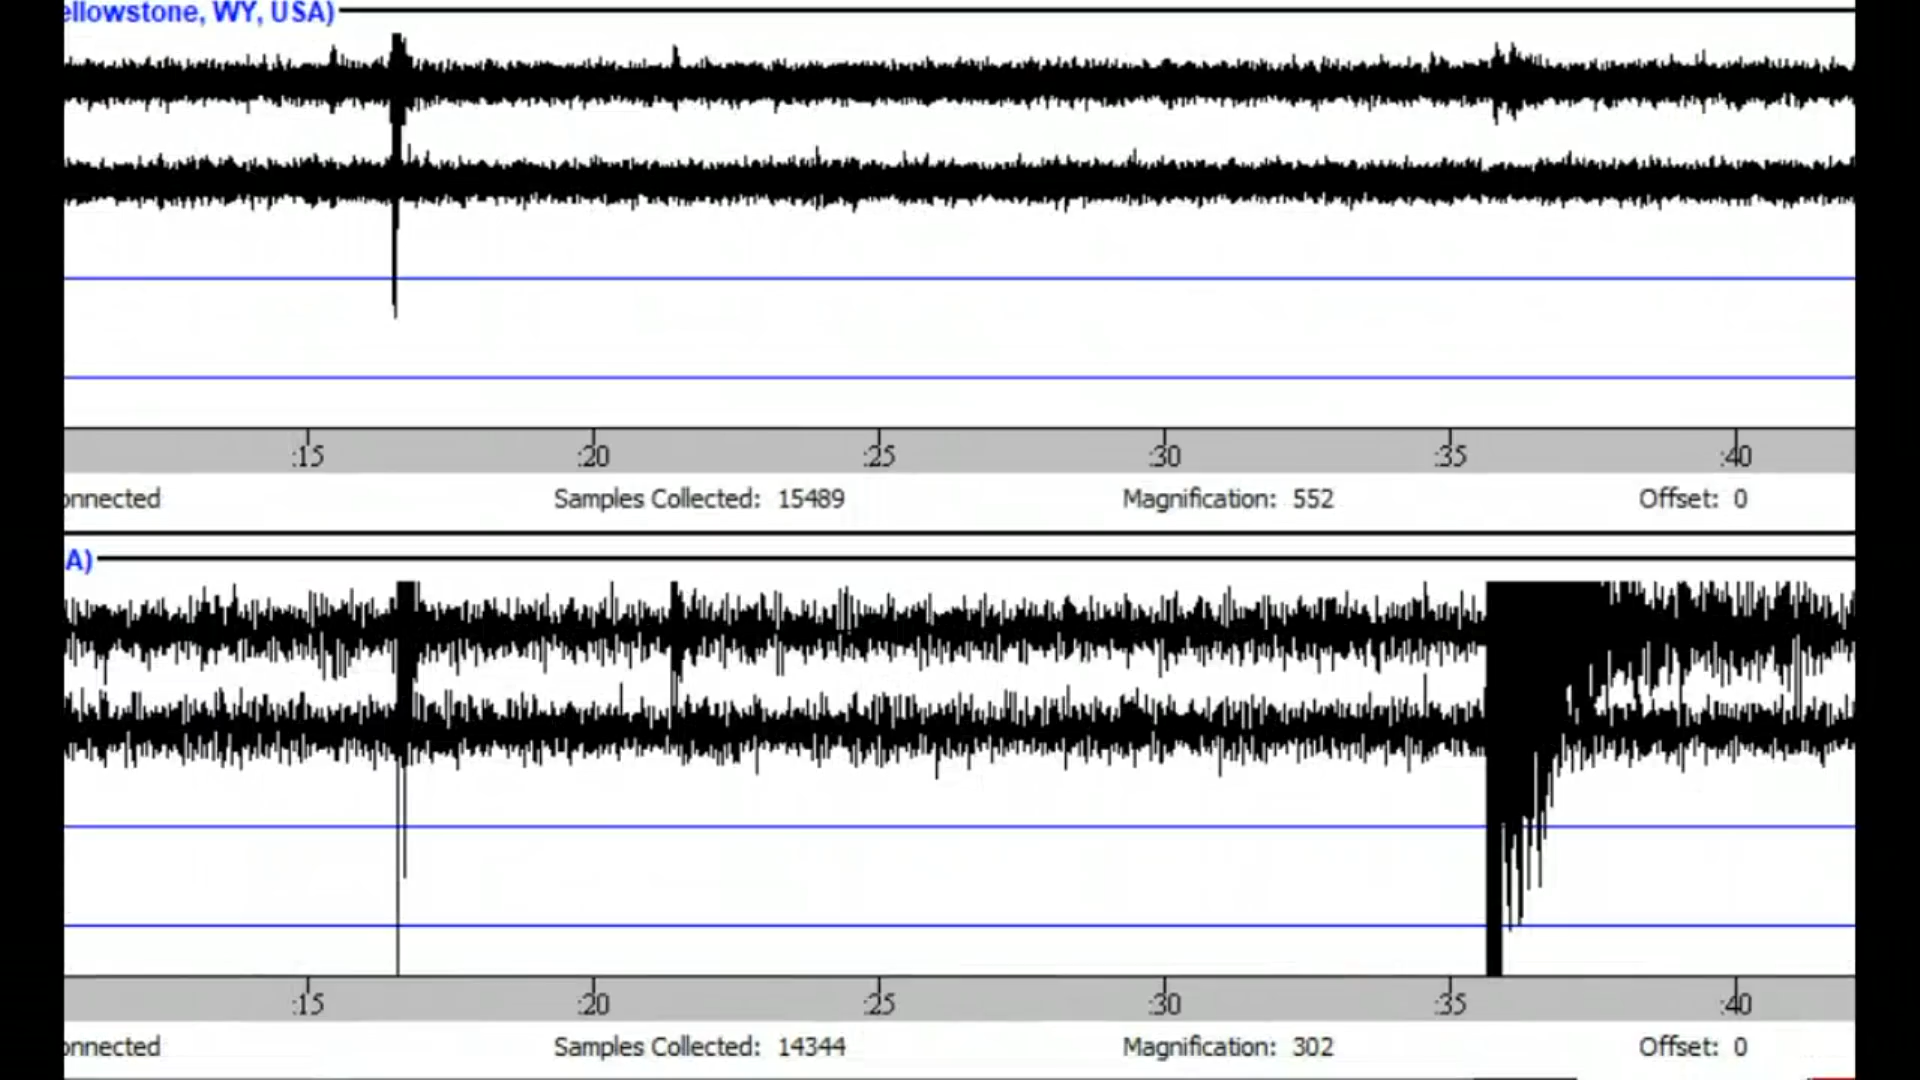 ellowstone, WY, USA)
:15 :20 :25 :30 :35 :40
onnected Samples Collected: 15489 Magnification: 552 Offset: 0
A)
:15 :20 :25 :30 :35 :40
onnected Samples Collected: 14344 Magnification: 302 Offset: 0